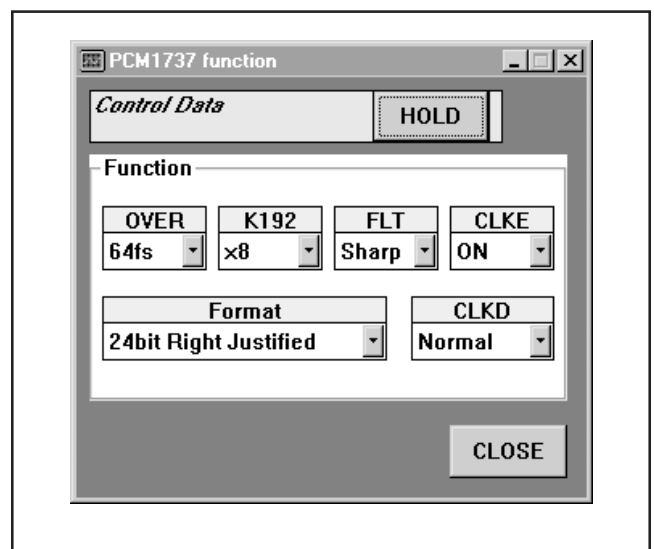 PCM1737 function
Control Data
HOLD
Function
OVER K192 FLT CLKE
64fs ×8 Sharp ON
Format CLKD
24bit Right Justified Normal
CLOSE